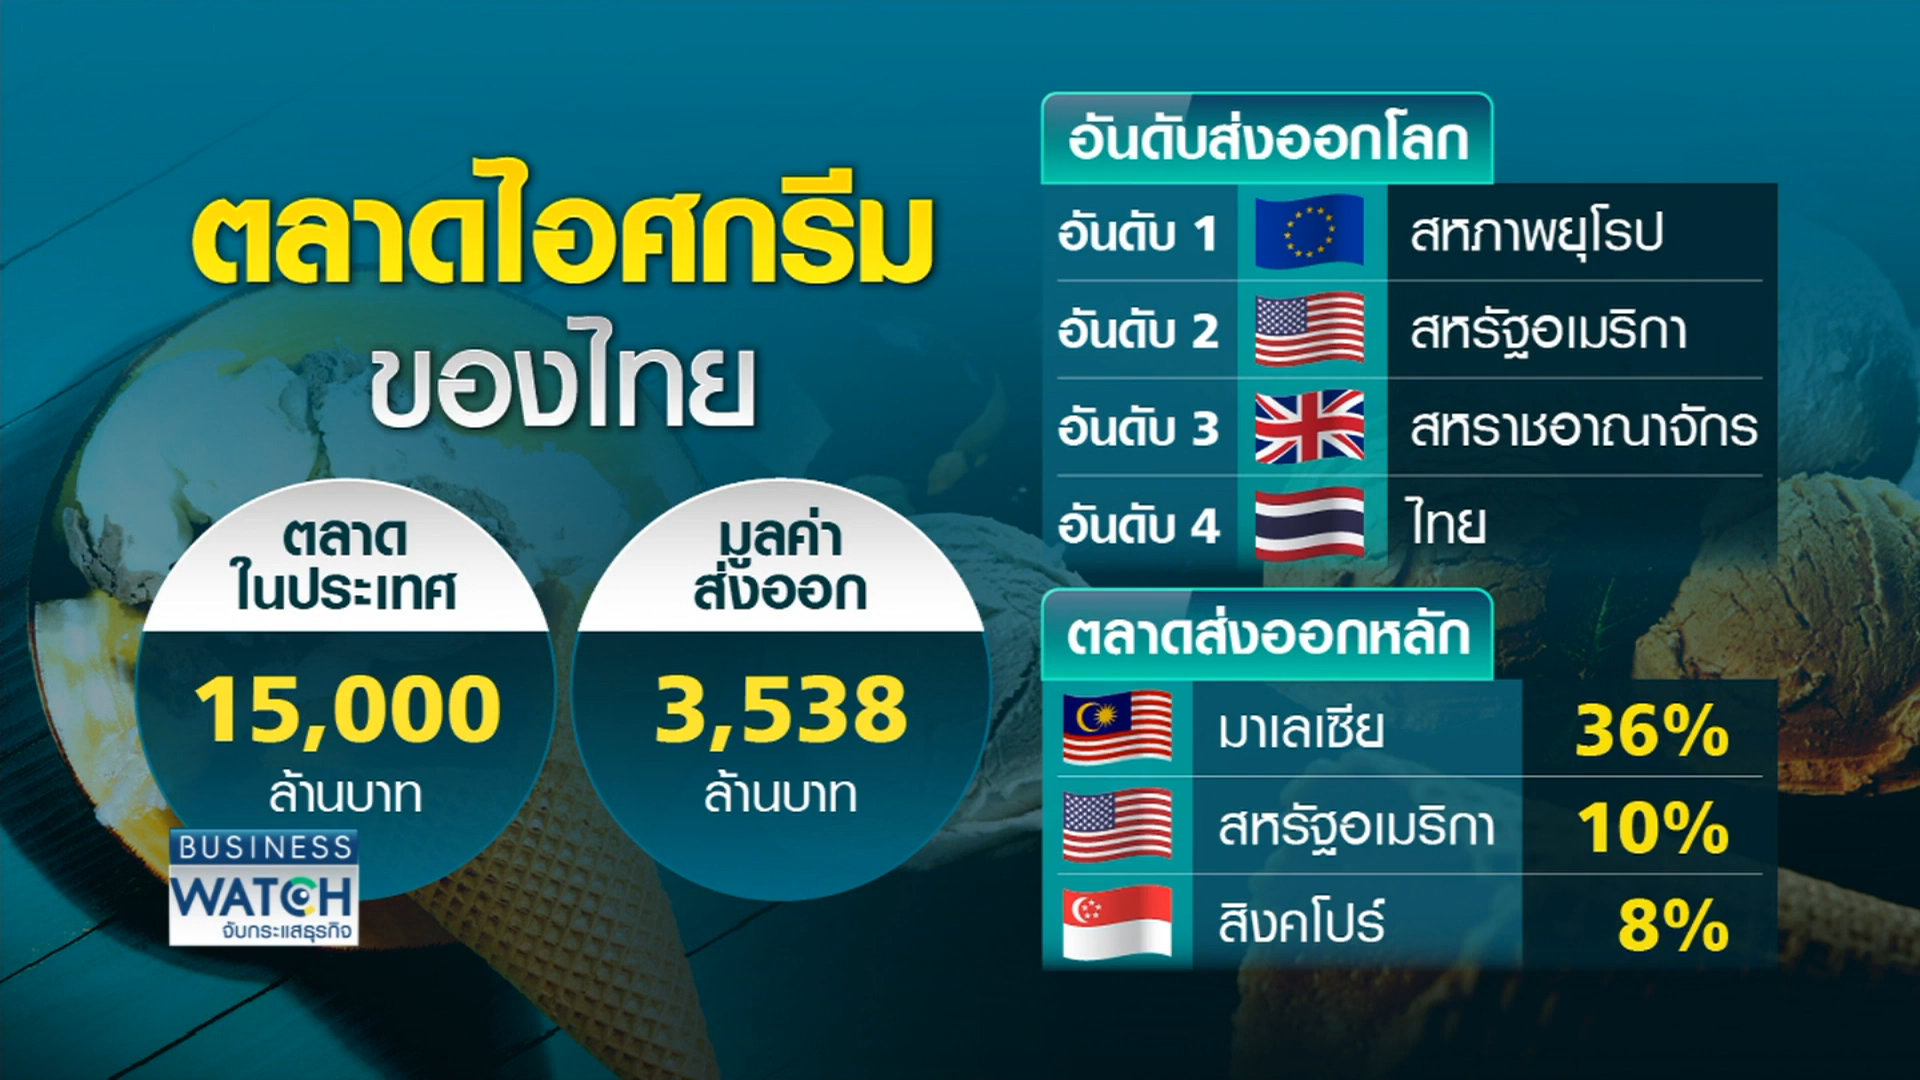 ตลาดไอศกรีม
ของไทย
ตลาด
ในประเทศ
15,000
ล้านบาท
มูลค่า
ส่งออก
3,538
ล้านบาท
BUSINESS
WATCH
จับกระแสธุรกิจ
อันดับส่งออกโลก
อันดับ 1 สหภาพยุโรป
อันดับ 2 สหรัฐอเมริกา
อันดับ 3 สหราชอาณาจักร
อันดับ 4 ไทย
ตลาดส่งออกหลัก
มาเลเซีย 36%
สหรัฐอเมริกา 10%
สิงคโปร์ 8%